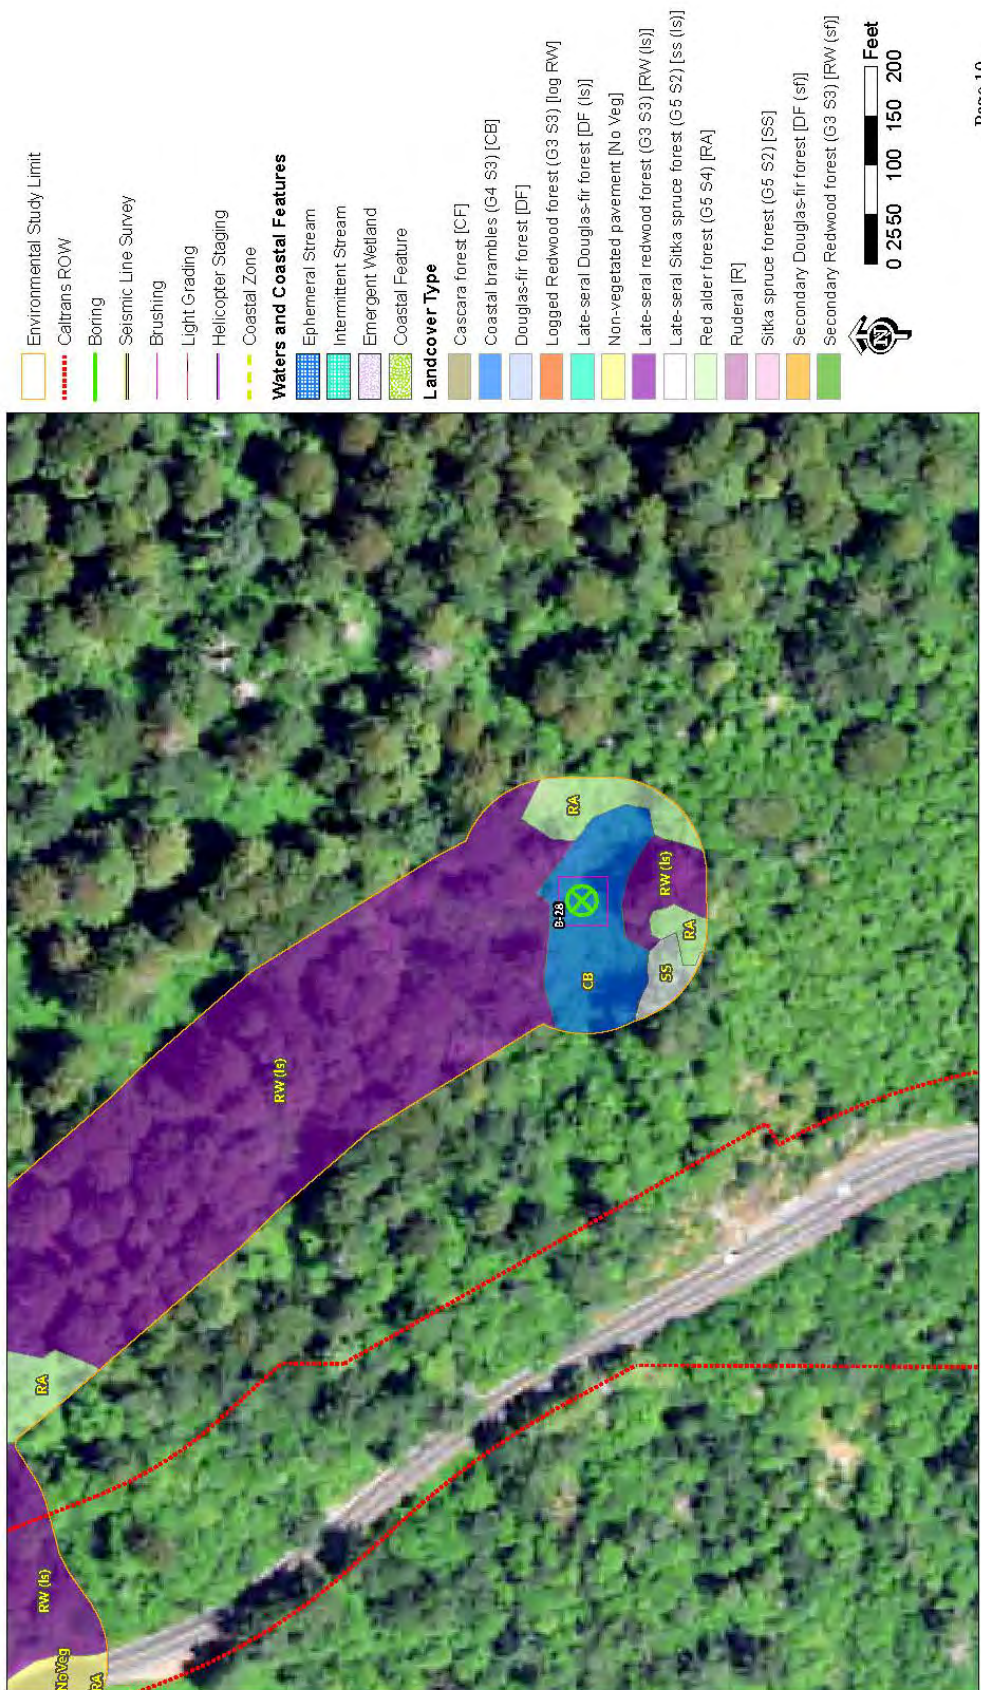 Environmental Study Limit
Caltrans ROW
Boring
Seismic Line Survey
Brushing
Light Grading
Helicopter Staging
Coastal Zone
Waters and Coastal Features
Ephemeral Stream
Intermittent Stream
Emergent Wetland
Coastal Feature
Landcover Type
Cascara forest [CF]
Coastal brambles (G4 S3) [CB]
Douglas-fir forest [DF]
Logged Redwood forest (G3 S3) [log RW]
Late-seral Douglas-fir forest [DF (ls)]
Non-vegetated pavement [No Veg]
Late-seral redwood forest (G3 S3) [RW (ls)]
Late-seral Sitka spruce forest (G5 S2) [ss (ls)]
Red alder forest (G5 S4) [RA]
Ruderal [R]
Sitka spruce forest (G5 S2) [SS]
Secondary Douglas-fir forest [DF (sf)]
Secondary Redwood forest (G3 S3) [RW (sf)]
N
0 25 50 100 150 200
Feet
NoVeg
RA
RW (ls)
RA
RW (ls)
B-28
CB
RA
RW (ls)
RA
SS